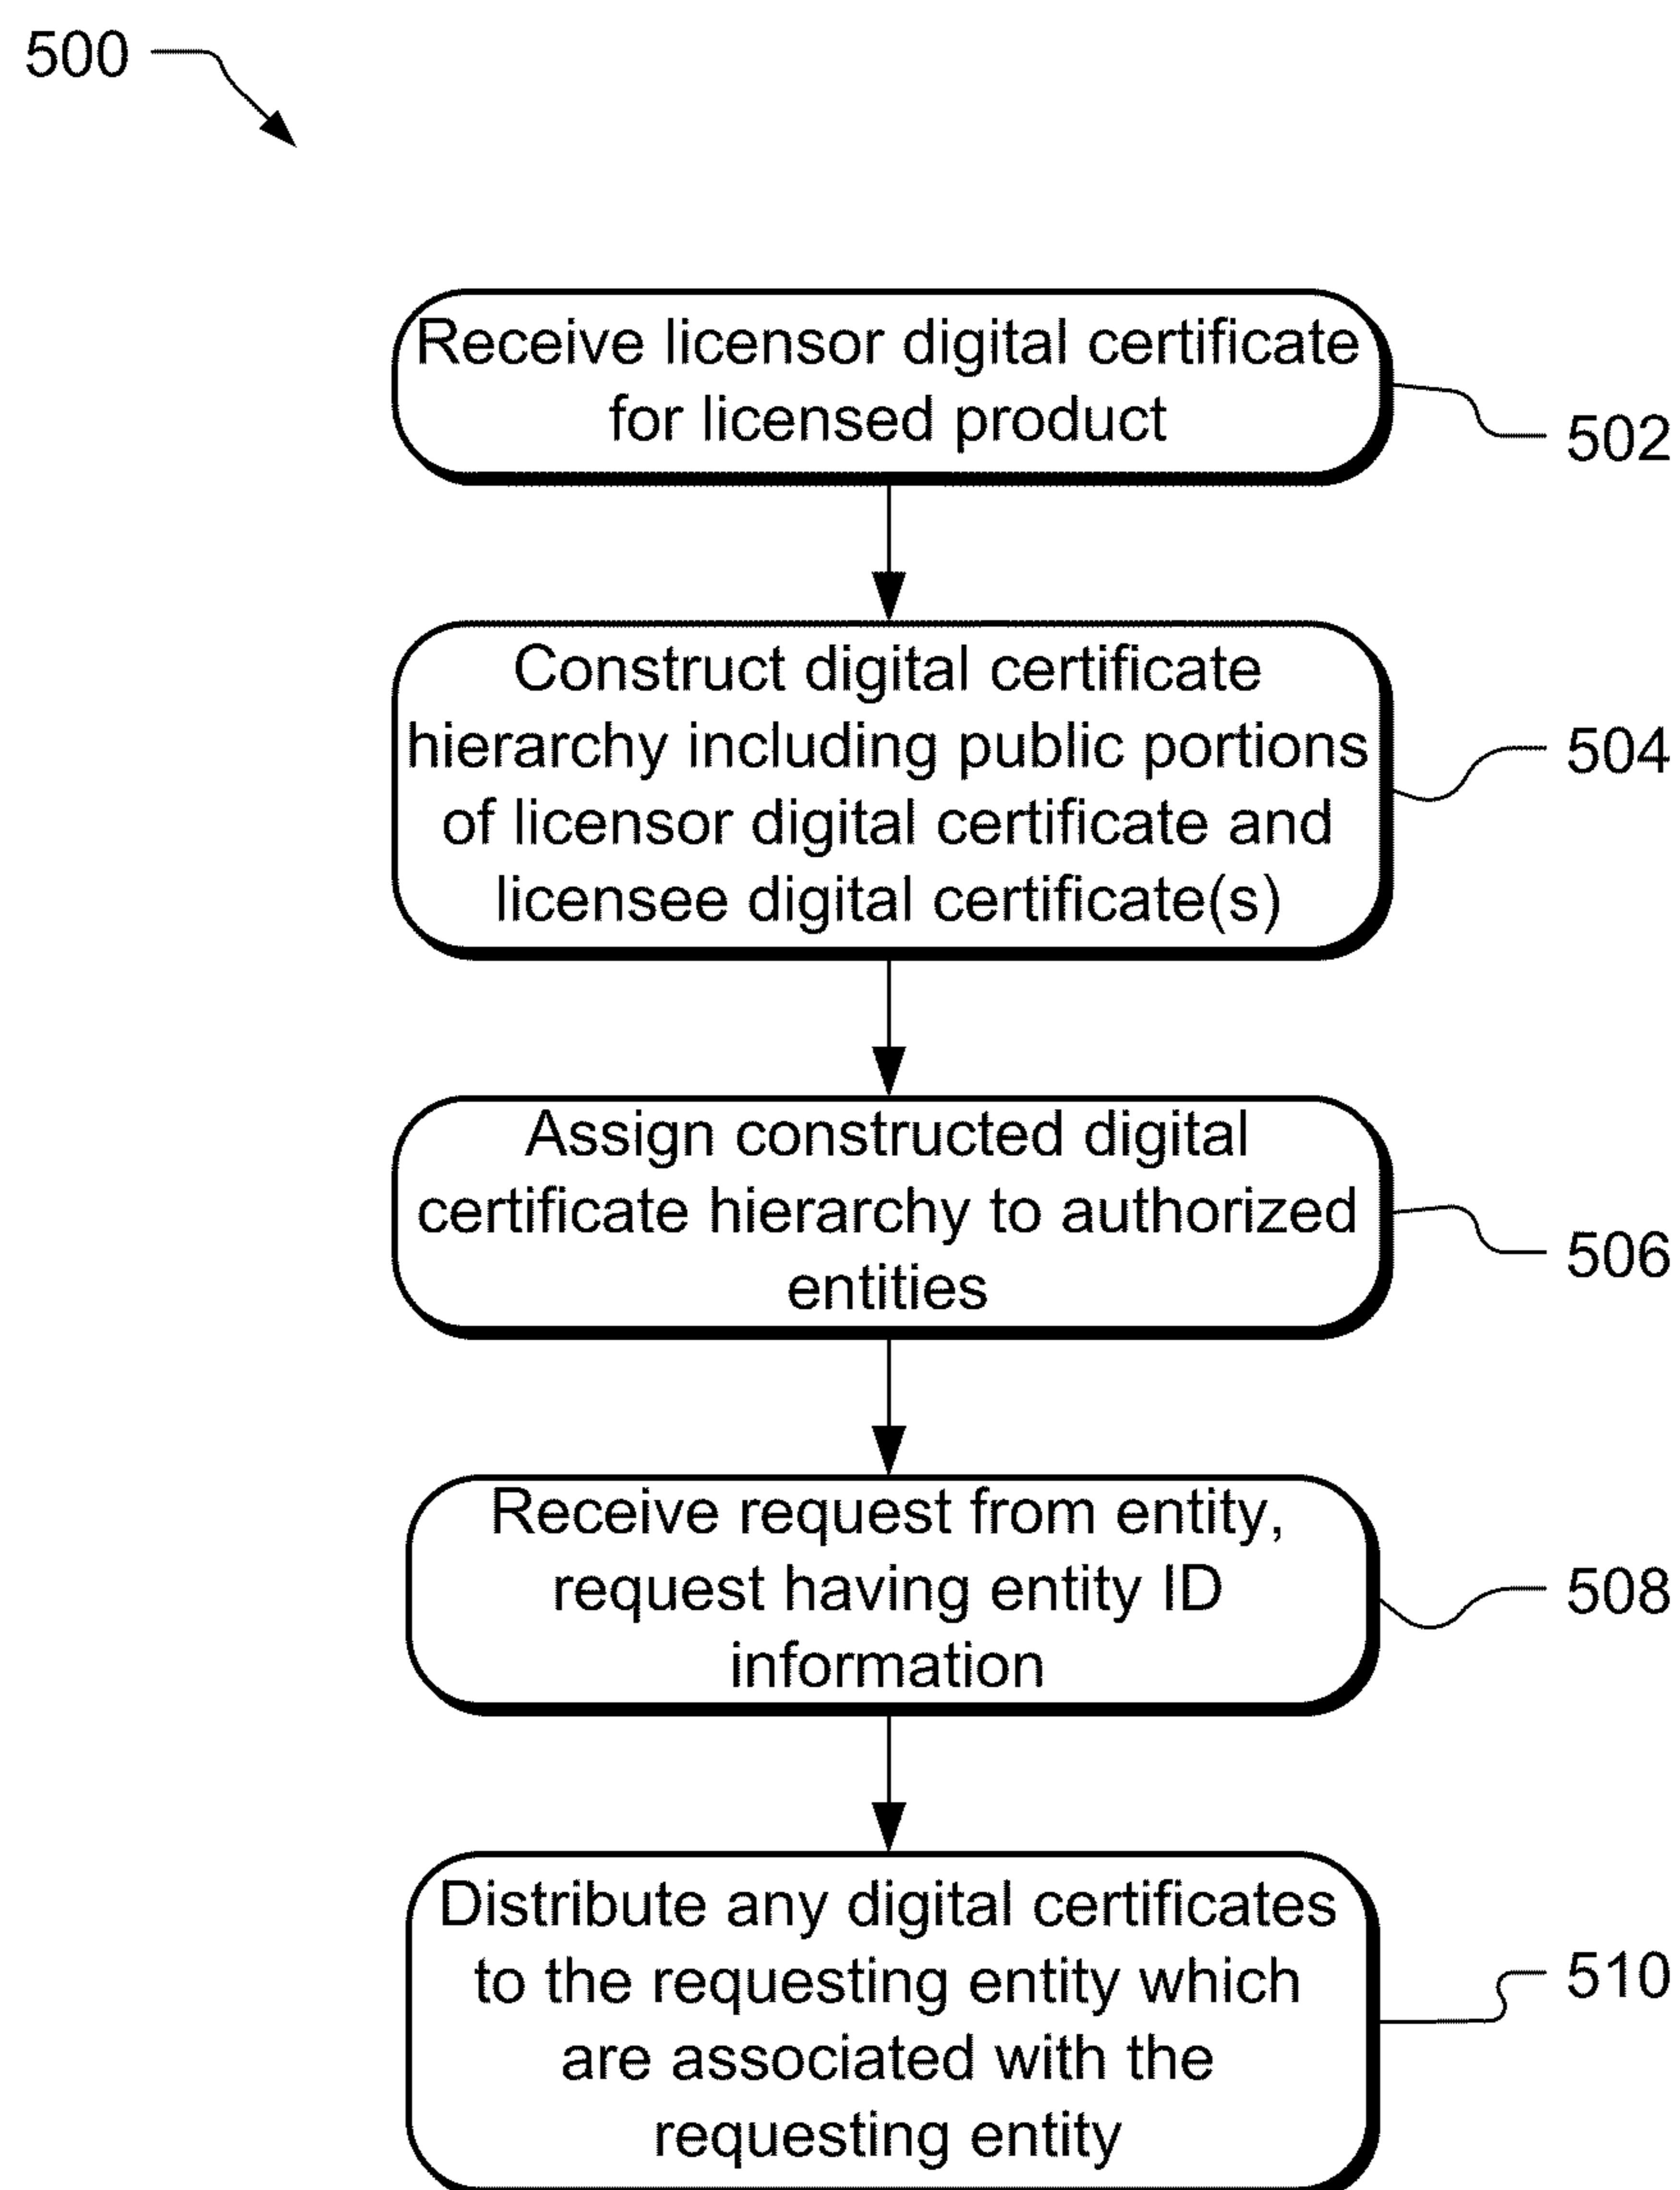 500
Receive licensor digital certificate
for licensed product
502
Construct digital certificate
hierarchy including public portions
of licensor digital certificate and
licensee digital certificate(s)
504
Assign constructed digital
certificate hierarchy to authorized
entities
506
Receive request from entity,
request having entity ID
information
508
Distribute any digital certificates
to the requesting entity which
are associated with the
requesting entity
510